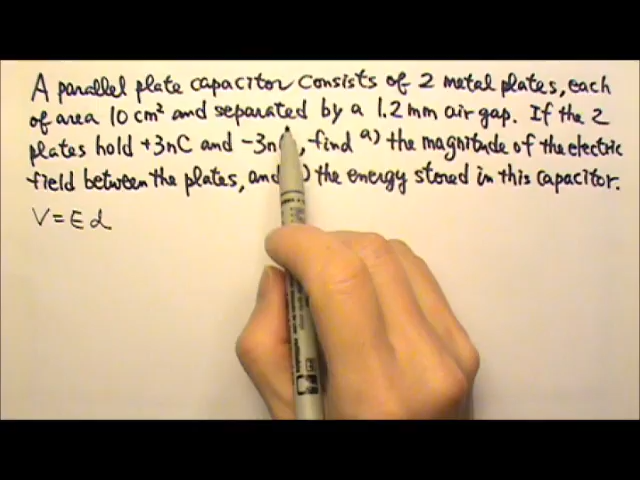 A parallel plate capacitor consists of 2 metal plates, each
of area 10 cm² and separated by a 1.2 mm air gap. If the 2
plates hold +3nC and -3n , find a) the magnitude of the electric
field between the plates, and ) the energy stored in this capacitor.
V = Ed